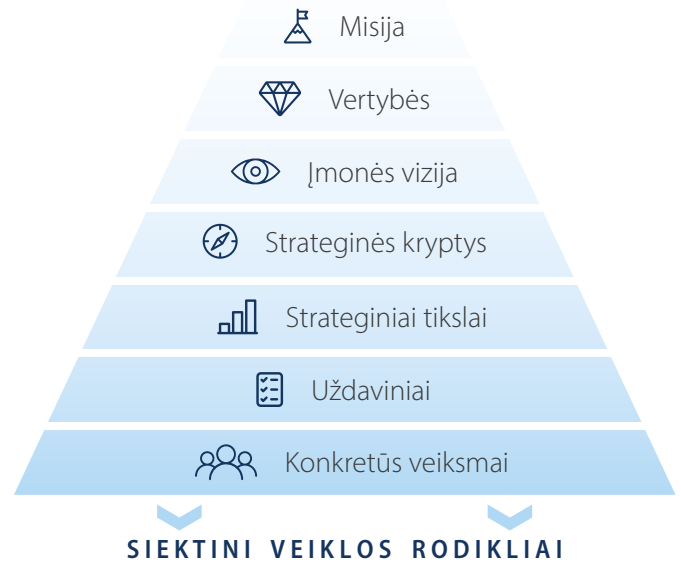 Misija
Vertybės
Įmonės vizija
Strateginės kryptys
Strateginiai tikslai
Uždaviniai
Konkretūs veiksmai
SIEKTINI VEIKLOS RODIKLIAI